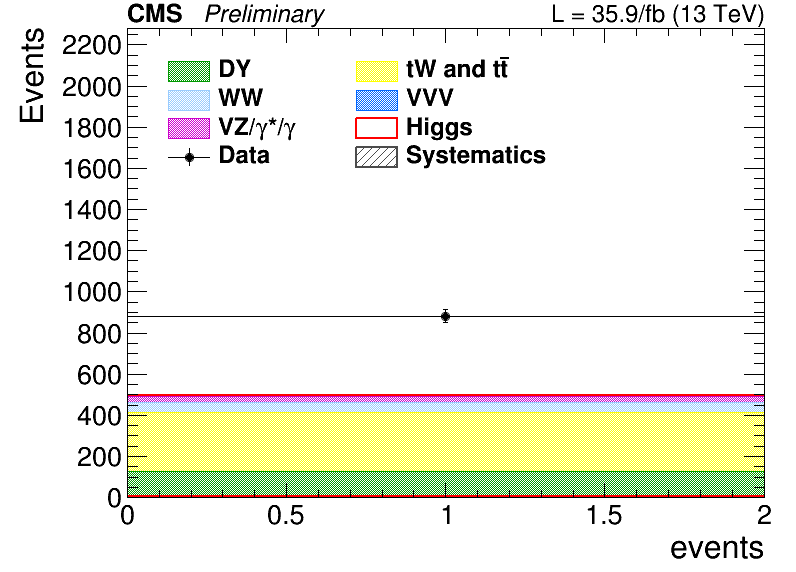 CMS Preliminary L = 35.9/fb (13 TeV)
Events
2200
2000
1800
1600
1400
1200
1000
800
600
400
200
0
DY tW and tt̄
WW VVV
VZ/γ*/γ Higgs
Data Systematics
0 0.5 1 1.5 2
events